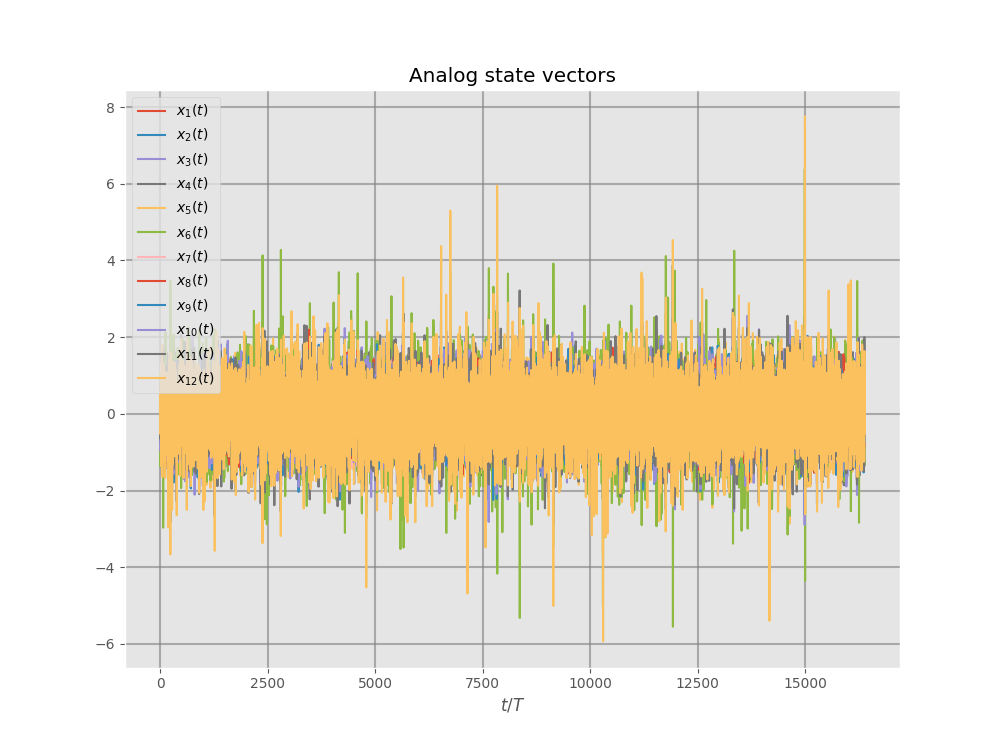 Analog state vectors
8
6
4
2
0
−2
−4
−6
x1(t)
x2(t)
x3(t)
x4(t)
x5(t)
x6(t)
x7(t)
x8(t)
x9(t)
x10(t)
x11(t)
x12(t)
0 2500 5000 7500 10000 12500 15000
t/T